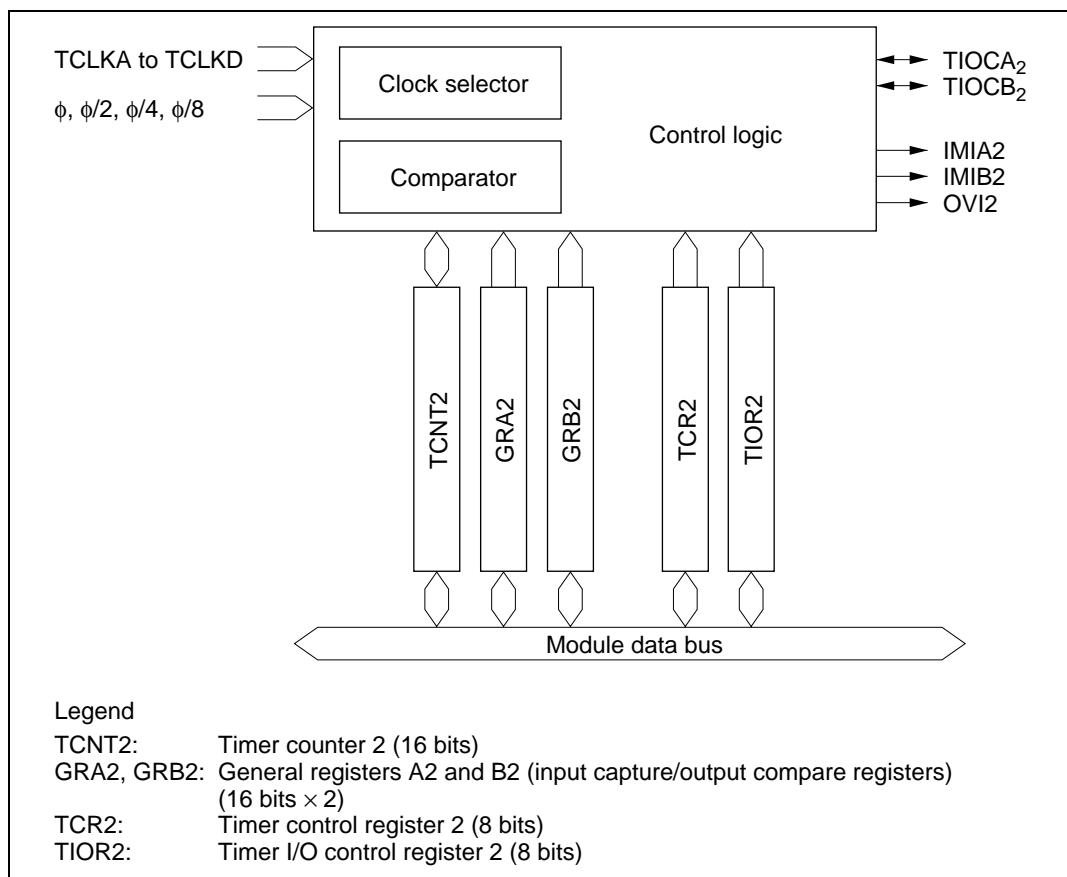 TCLKA to TCLKD
ϕ, ϕ/2, ϕ/4, ϕ/8
Clock selector
Comparator
Control logic
TIOCA2
TIOCB2
IMIA2
IMIB2
OVI2
TCNT2
GRA2
GRB2
TCR2
TIOR2
Module data bus
Legend
TCNT2: Timer counter 2 (16 bits)
GRA2, GRB2: General registers A2 and B2 (input capture/output compare registers)
(16 bits × 2)
TCR2: Timer control register 2 (8 bits)
TIOR2: Timer I/O control register 2 (8 bits)